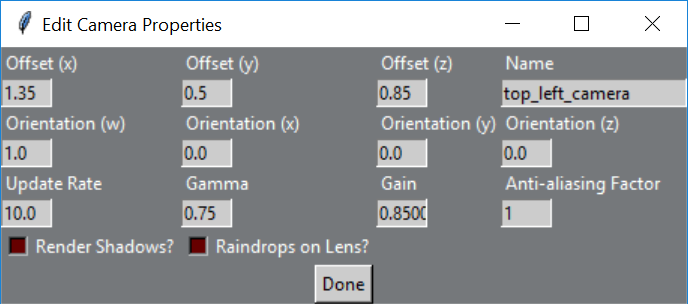 Edit Camera Properties
Offset (x) Offset (y) Offset (z) Name
1.35 0.5 0.85 top_left_camera
Orientation (w) Orientation (x) Orientation (y) Orientation (z)
1.0 0.0 0.0 0.0
Update Rate Gamma Gain Anti-aliasing Factor
10.0 0.75 0.8500 1
Render Shadows? Raindrops on Lens?
Done